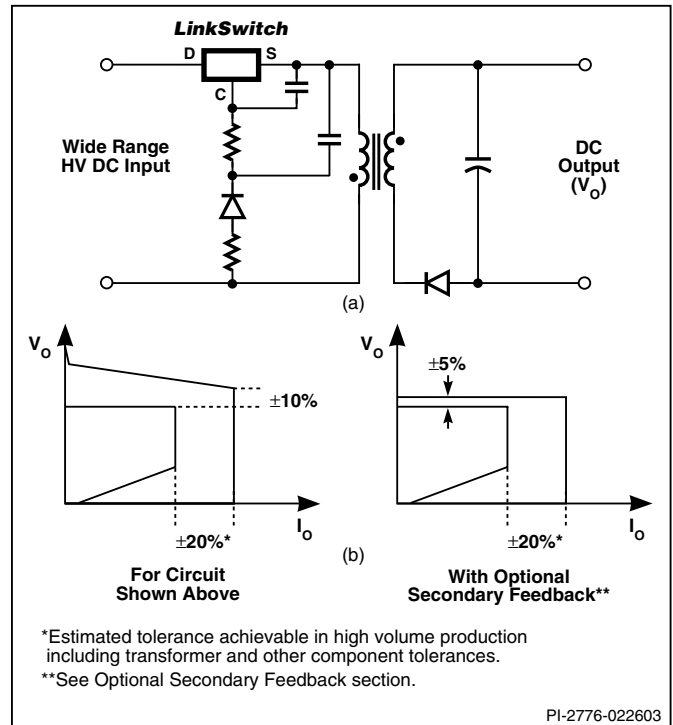 LinkSwitch
D
S
C
Wide Range
HV DC Input
DC
Output
(VO)
(a)
VO
±10%
±20%*
IO
For Circuit
Shown Above
(b)
VO
±5%
±20%*
IO
With Optional
Secondary Feedback**
*Estimated tolerance achievable in high volume production
including transformer and other component tolerances.
**See Optional Secondary Feedback section.
PI-2776-022603